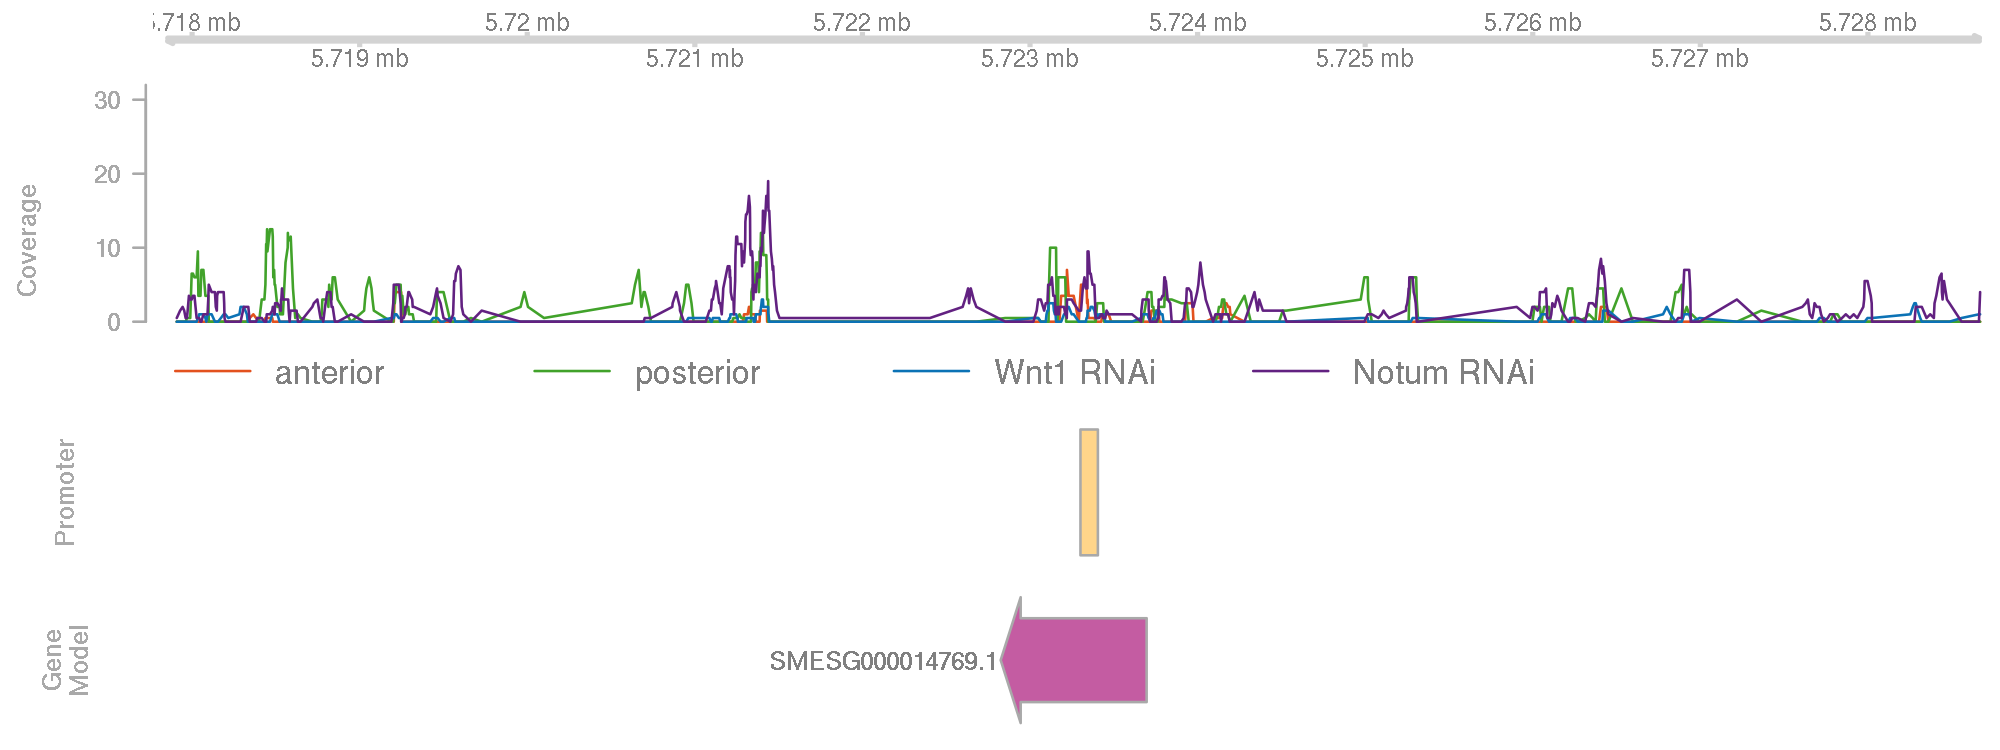 5.718 mb 5.72 mb 5.722 mb 5.724 mb 5.726 mb 5.728 mb
5.719 mb 5.721 mb 5.723 mb 5.725 mb 5.727 mb
30
20
10
0
Coverage
anterior posterior Wnt1 RNAi Notum RNAi
Promoter
Gene
Model
SMESG000014769.1